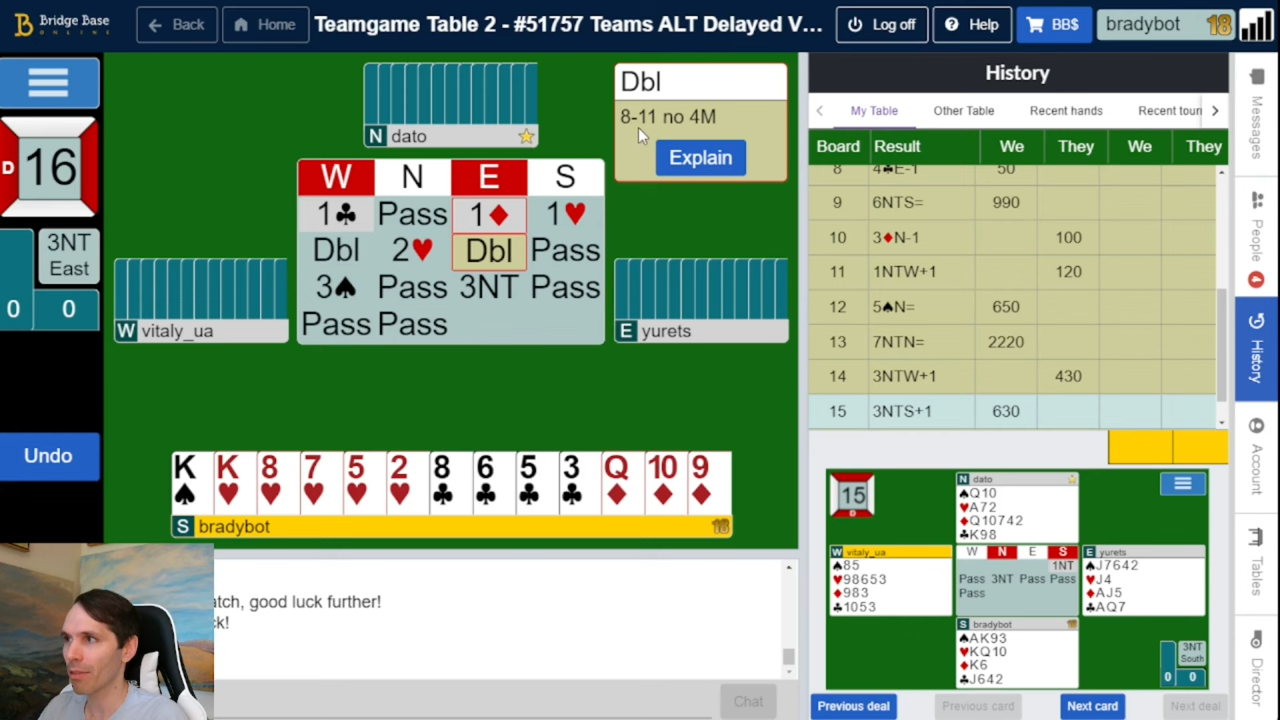 Bridge Base
ONLINE
Back
Home
Teamgame Table 2 - #51757 Teams ALT Delayed V...
Log off
Help
BB$
bradybot 18
D 16
3NT
East
0 0
Undo
N dato
Dbl
8-11 no 4M
Explain
W N E S
1♣ Pass 1♦ 1♥
Dbl 2♥ Dbl Pass
3♠ Pass 3NT Pass
Pass Pass
W vitaly_ua
E yurets
K K 8 7 5 2 8 6 5 3 Q 10 9
♠ ♥ ♥ ♥ ♥ ♥ ♣ ♣ ♣ ♣ ♦ ♦ ♦
S bradybot 18
atch, good luck further!
k!
Chat
History
My Table Other Table Recent hands Recent tourn
Board Result We They We They
8 4♣E-1 50
9 6NTS= 990
10 3♦N-1 100
11 1NTW+1 120
12 5♠N= 650
13 7NTN= 2220
14 3NTW+1 430
15 3NTS+1 630
15
D
N dato
♠Q10
♥A72
♦Q10742
♣K98
W vitaly_ua
♠85
♥98653
♦983
♣1053
W N E S
1NT
Pass 3NT Pass Pass
Pass
E yurets
♠J7642
♥J4
♦AJ5
♣AQ7
S bradybot 18
♠AK93
♥KQ10
♦K6
♣J642
3NT
South
0 0
Previous deal
Previous card
Next card
Next deal
Messages
People
4
History
Account
Tables
Director